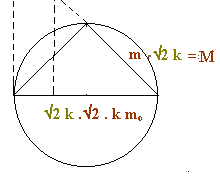 m . √2 k = M
√2 k . √2 . k m₀